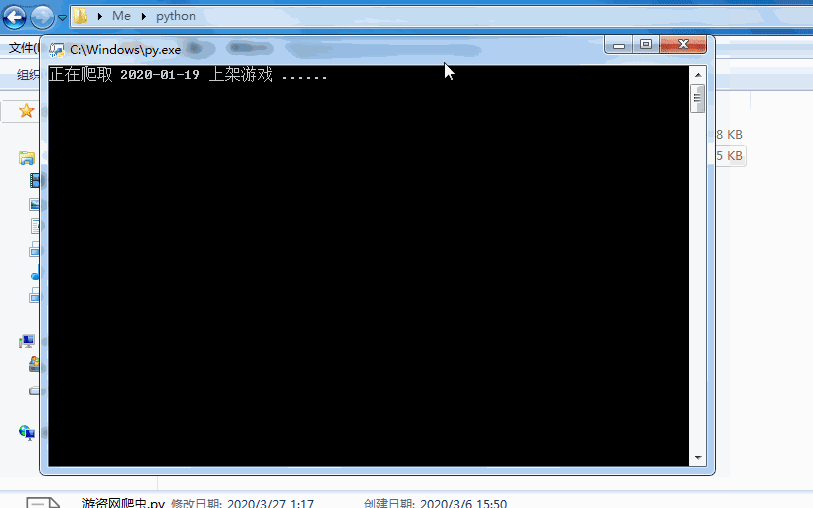 Me python
文件(
C:\Windows\py.exe
组织
正在爬取 2020-01-19 上架游戏 ......
8 KB
5 KB
游资网爬虫.py 修改日期: 2020/3/27 1:17 创建日期: 2020/3/6 15:50